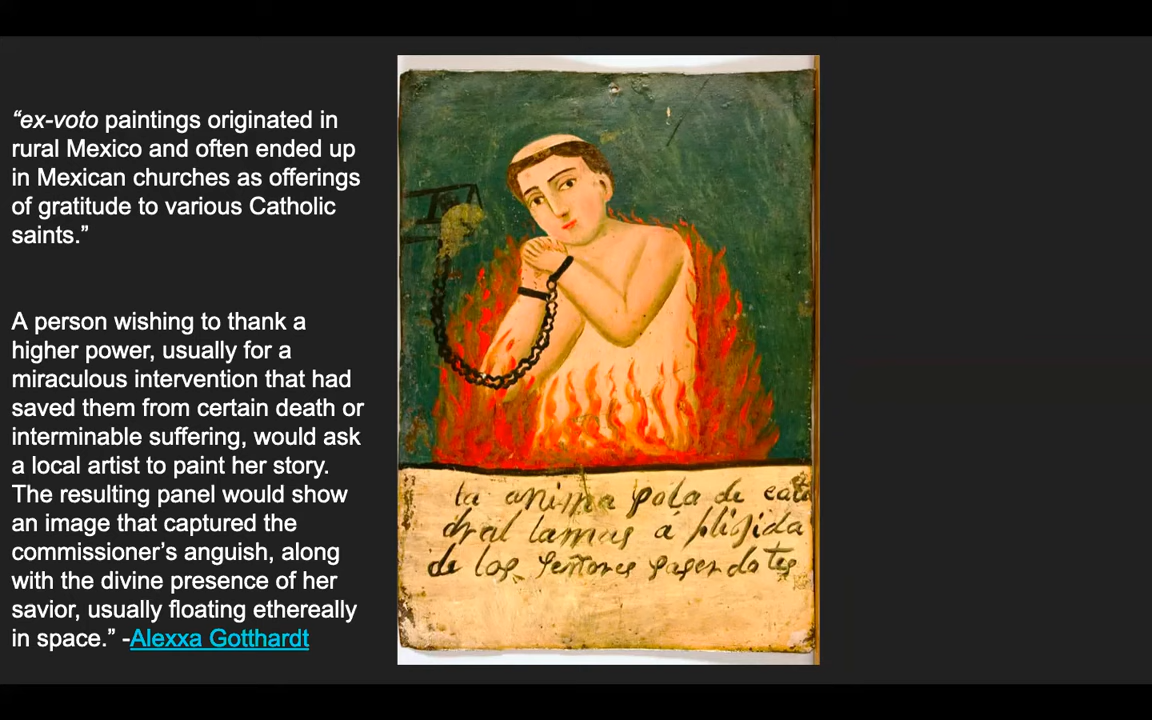 “ex-voto paintings originated in
rural Mexico and often ended up
in Mexican churches as offerings
of gratitude to various Catholic
saints.”
A person wishing to thank a
higher power, usually for a
miraculous intervention that had
saved them from certain death or
interminable suffering, would ask
a local artist to paint her story.
The resulting panel would show
an image that captured the
commissioner’s anguish, along
with the divine presence of her
savior, usually floating ethereally
in space.” -Alexxa Gotthardt
la anima sola de cate
dral lamas a fligida
de los señores saserdotes